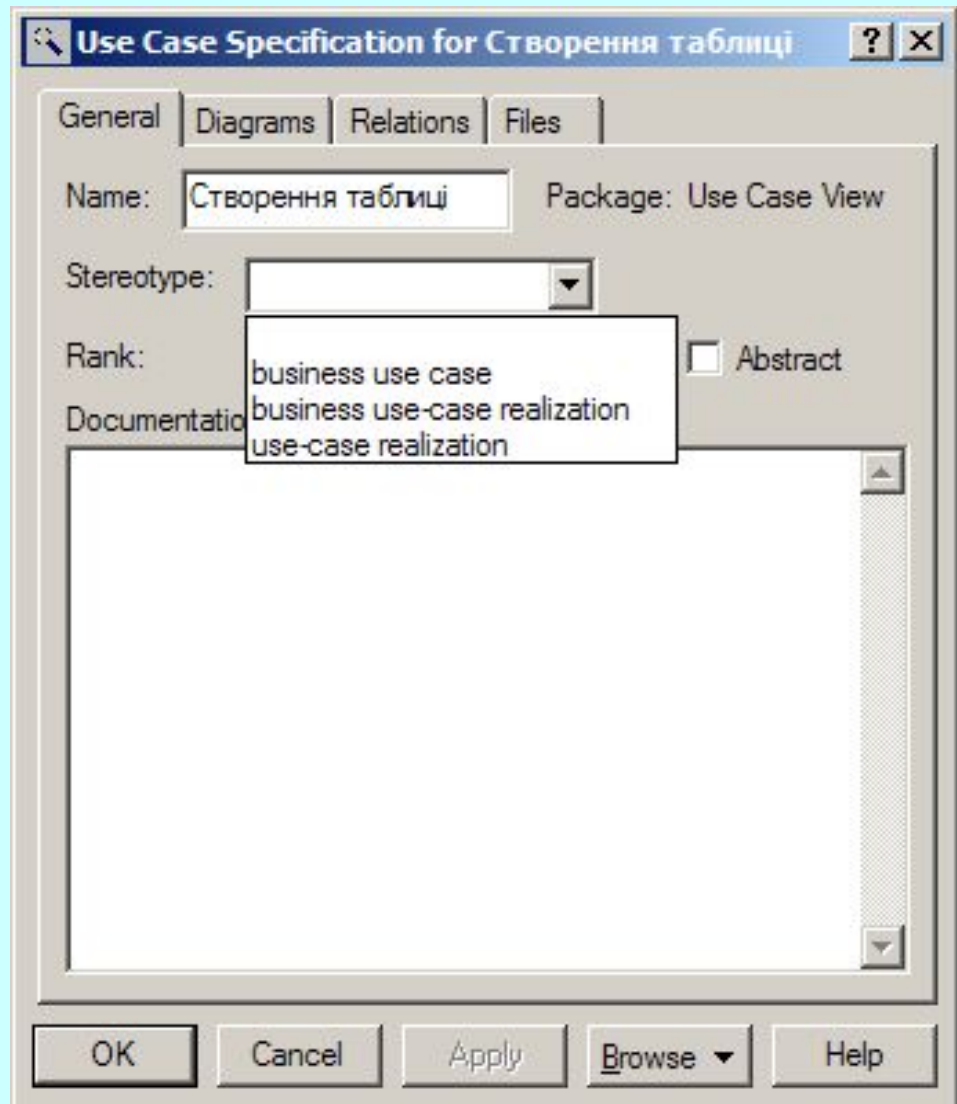 Use Case Specification for Створення таблиці
General Diagrams Relations Files
Name: Створення таблиці Package: Use Case View
Stereotype:
Rank: Abstract
business use case
business use-case realization
Documentatio
use-case realization
OK Cancel Apply Browse Help